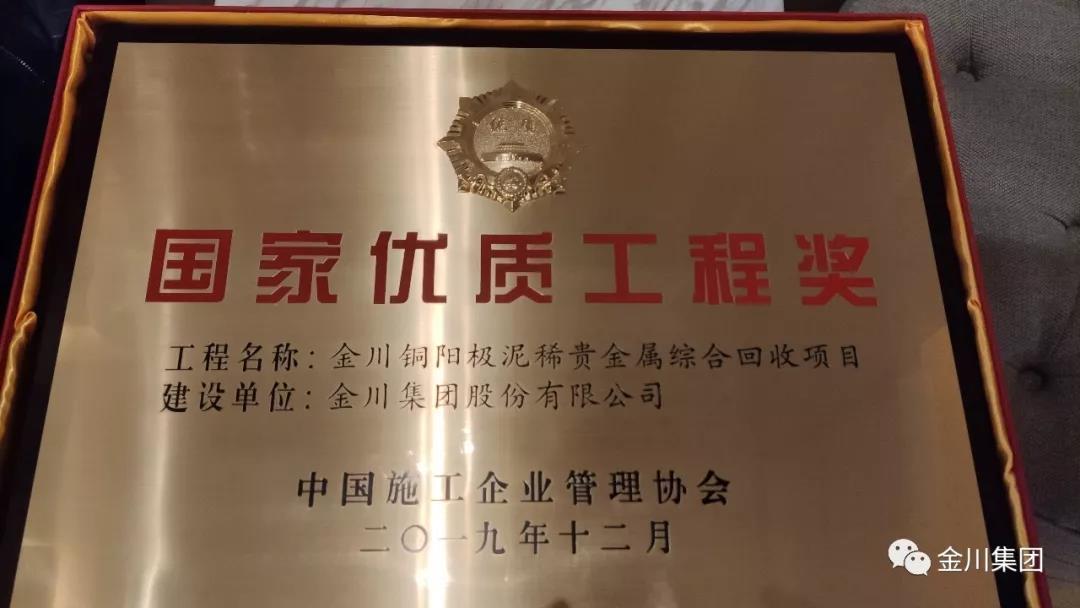 国家优质工程奖
工程名称：金川铜阳极泥稀贵金属综合回收项目
建设单位：金川集团股份有限公司
中国施工企业管理协会
二〇一九年十二月
金川集团